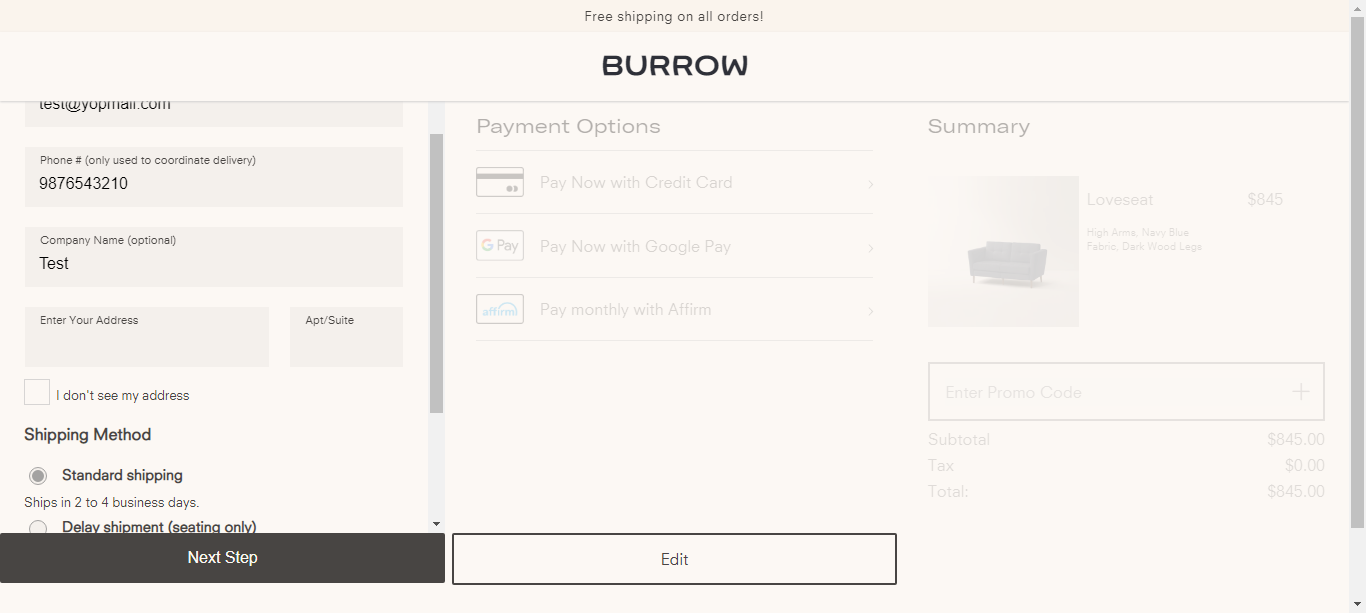 Free shipping on all orders!
BURROW
test@yopmail.com
Phone # (only used to coordinate delivery)
9876543210
Company Name (optional)
Test
Enter Your Address
Apt/Suite
I don't see my address
Shipping Method
Standard shipping
Ships in 2 to 4 business days.
Delay shipment (seating only)
Next Step
Payment Options
Pay Now with Credit Card
G Pay
Pay Now with Google Pay
affirm
Pay monthly with Affirm
Edit
Summary
Loveseat $845
High Arms, Navy Blue
Fabric, Dark Wood Legs
Enter Promo Code
Subtotal $845.00
Tax $0.00
Total: $845.00